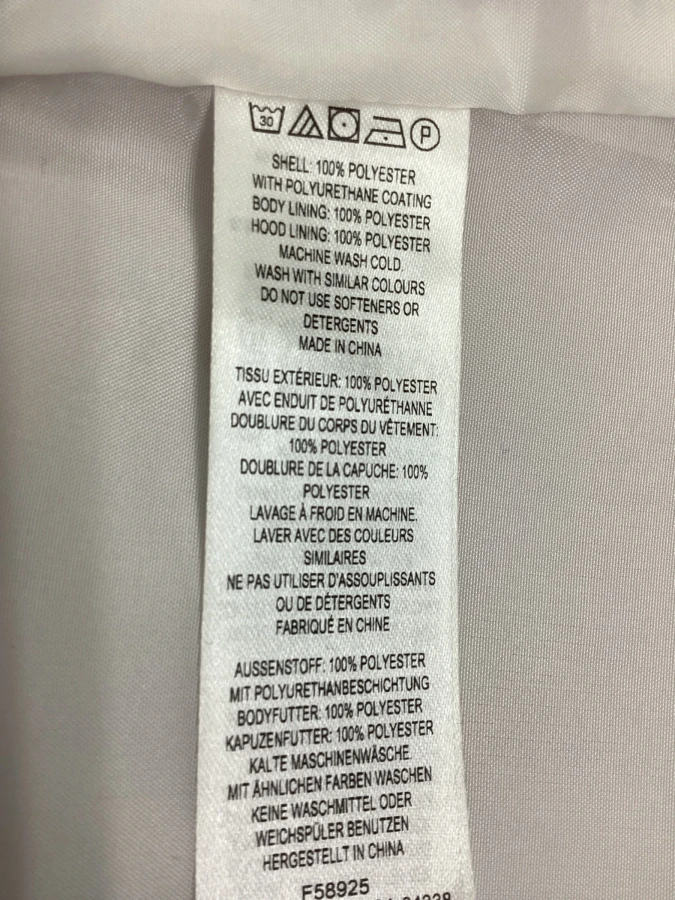 30
P
SHELL: 100% POLYESTER
WITH POLYURETHANE COATING
BODY LINING: 100% POLYESTER
HOOD LINING: 100% POLYESTER
MACHINE WASH COLD.
WASH WITH SIMILAR COLOURS
DO NOT USE SOFTENERS OR
DETERGENTS
MADE IN CHINA
TISSU EXTÉRIEUR: 100% POLYESTER
AVEC ENDUIT DE POLYURÉTHANNE
DOUBLURE DU CORPS DU VÊTEMENT:
100% POLYESTER
DOUBLURE DE LA CAPUCHE: 100%
POLYESTER
LAVAGE À FROID EN MACHINE.
LAVER AVEC DES COULEURS
SIMILAIRES
NE PAS UTILISER D'ASSOUPLISSANTS
OU DE DÉTERGENTS
FABRIQUÉ EN CHINE
AUSSENSTOFF: 100% POLYESTER
MIT POLYURETHANBESCHICHTUNG
BODYFUTTER: 100% POLYESTER
KAPUZENFUTTER: 100% POLYESTER
KALTE MASCHINENWÄSCHE.
MIT ÄHNLICHEN FARBEN WASCHEN
KEINE WASCHMITTEL ODER
WEICHSPÜLER BENUTZEN
HERGESTELLT IN CHINA
F58925